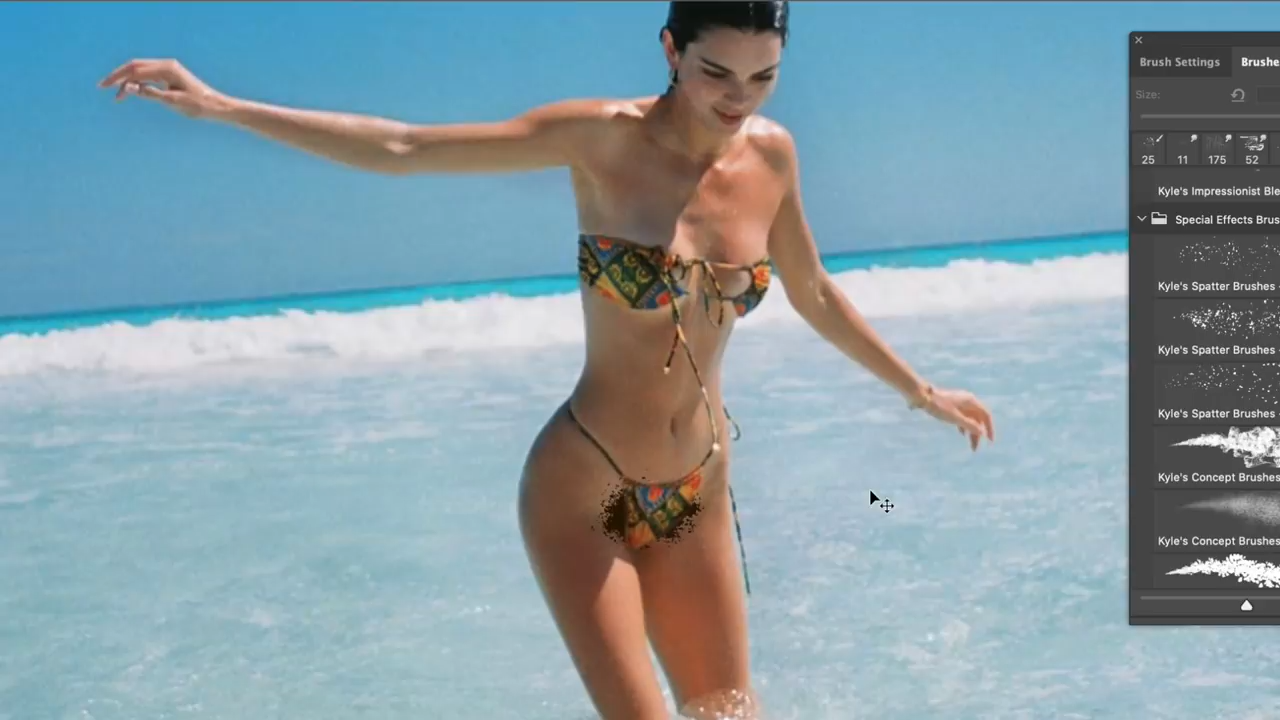 Brush Settings
Brushe
Size:
25 11 175 52
Kyle's Impressionist Ble
Special Effects Brus
Kyle's Spatter Brushes -
Kyle's Spatter Brushes -
Kyle's Spatter Brushes
Kyle's Concept Brushes
Kyle's Concept Brushes